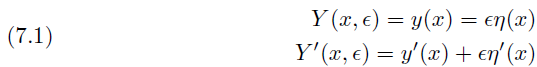 Y(x, ϵ) = y(x) = ϵη(x)
(7.1)
Y′(x, ϵ) = y′(x) + ϵη′(x)